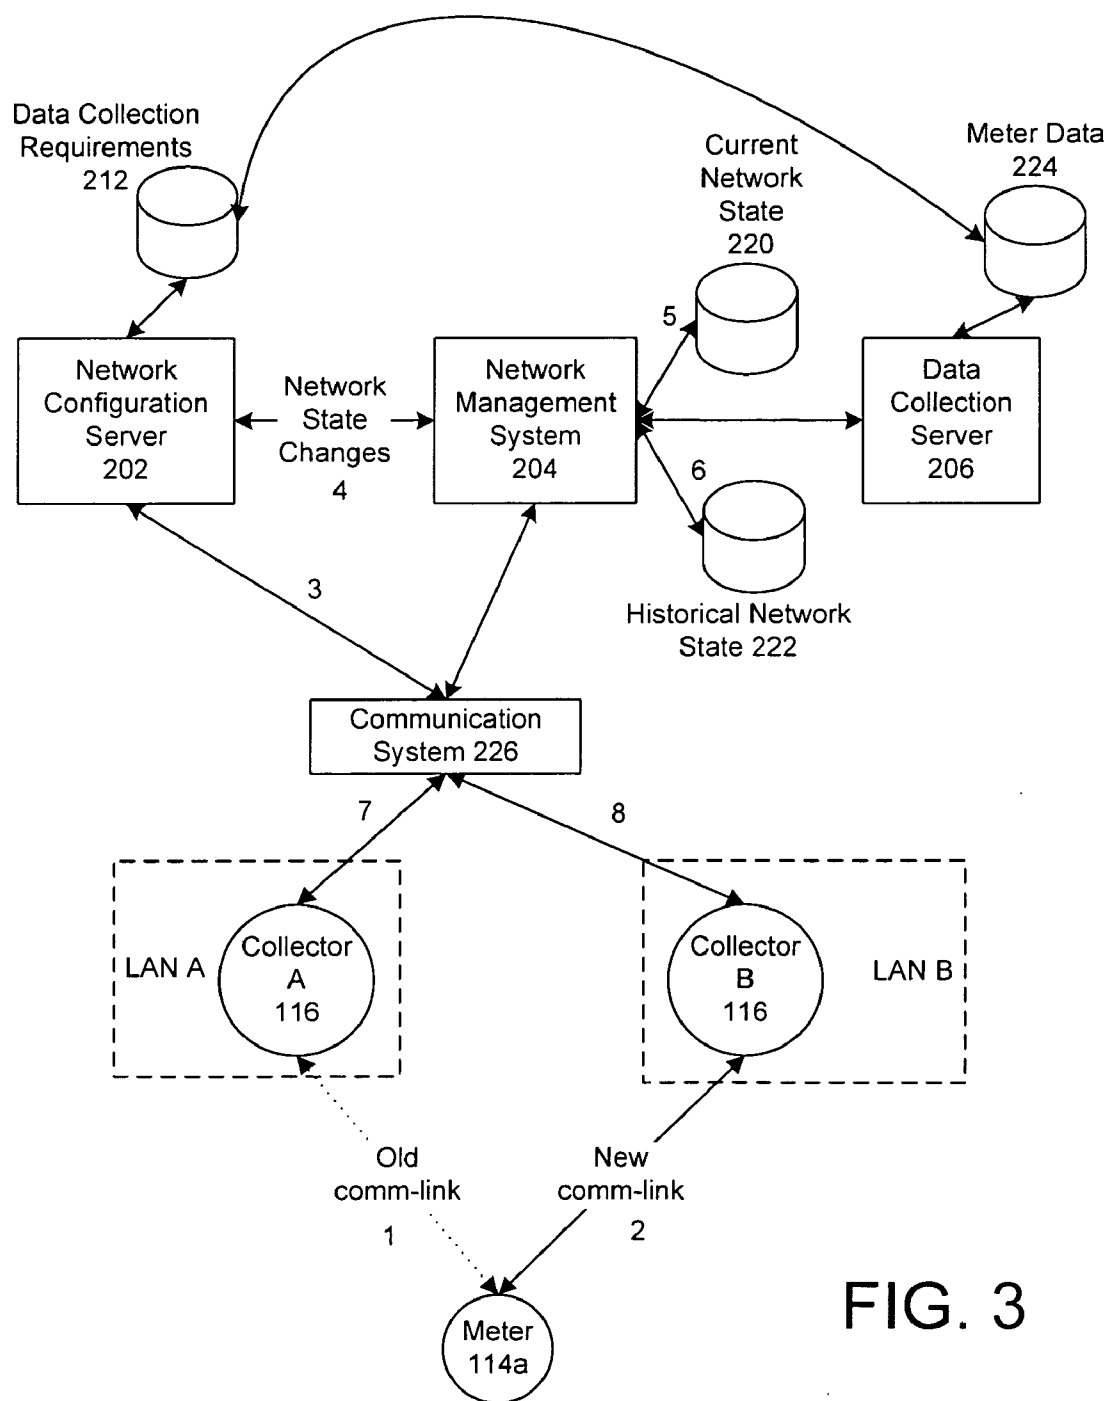 Data Collection
Requirements
212
Current
Network
State
220
Meter Data
224
5
Network
Configuration
Server
202
Network
State
Changes
4
Network
Management
System
204
Data
Collection
Server
206
6
3
Historical Network
State 222
Communication
System 226
7
8
LAN A
Collector
A
116
Collector
B
116
LAN B
Old
comm-link
1
New
comm-link
2
Meter
114a
FIG. 3